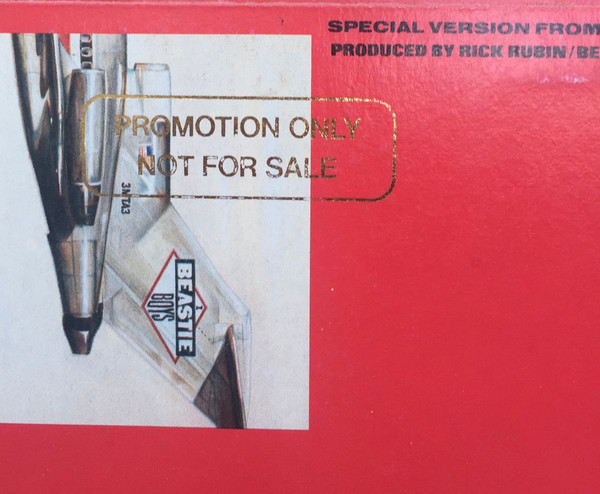 SPECIAL VERSION FROM
PRODUCED BY RICK RUBIN/BE
PROMOTION ONLY
NOT FOR SALE
3MTA3
BEASTIE
BOYS